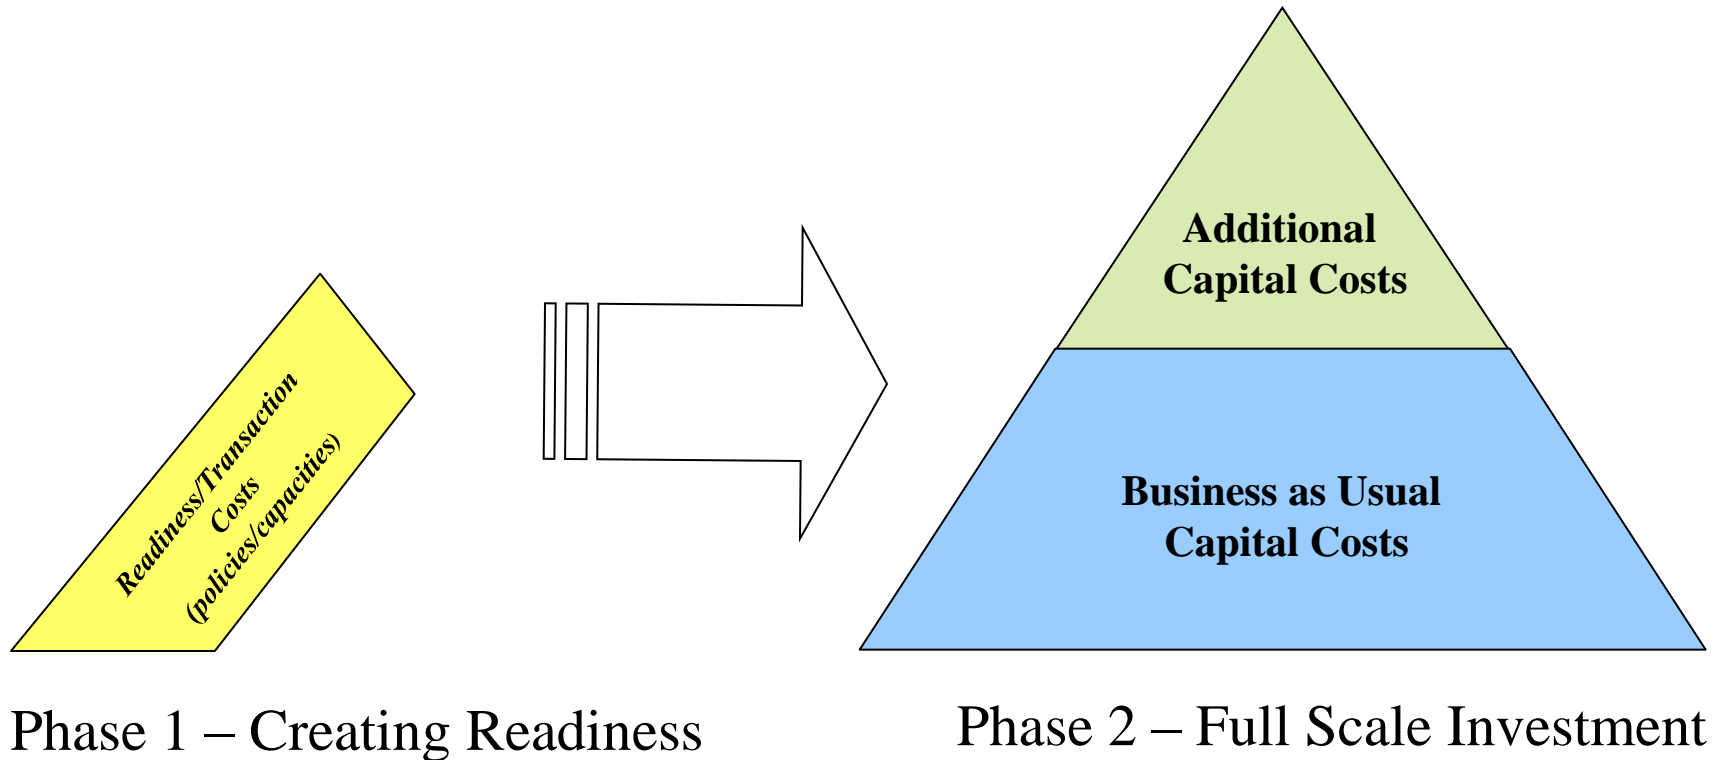 Readiness/Transaction
Costs
(policies/capacities)
Additional
Capital Costs
Business as Usual
Capital Costs
Phase 1 – Creating Readiness
Phase 2 – Full Scale Investment